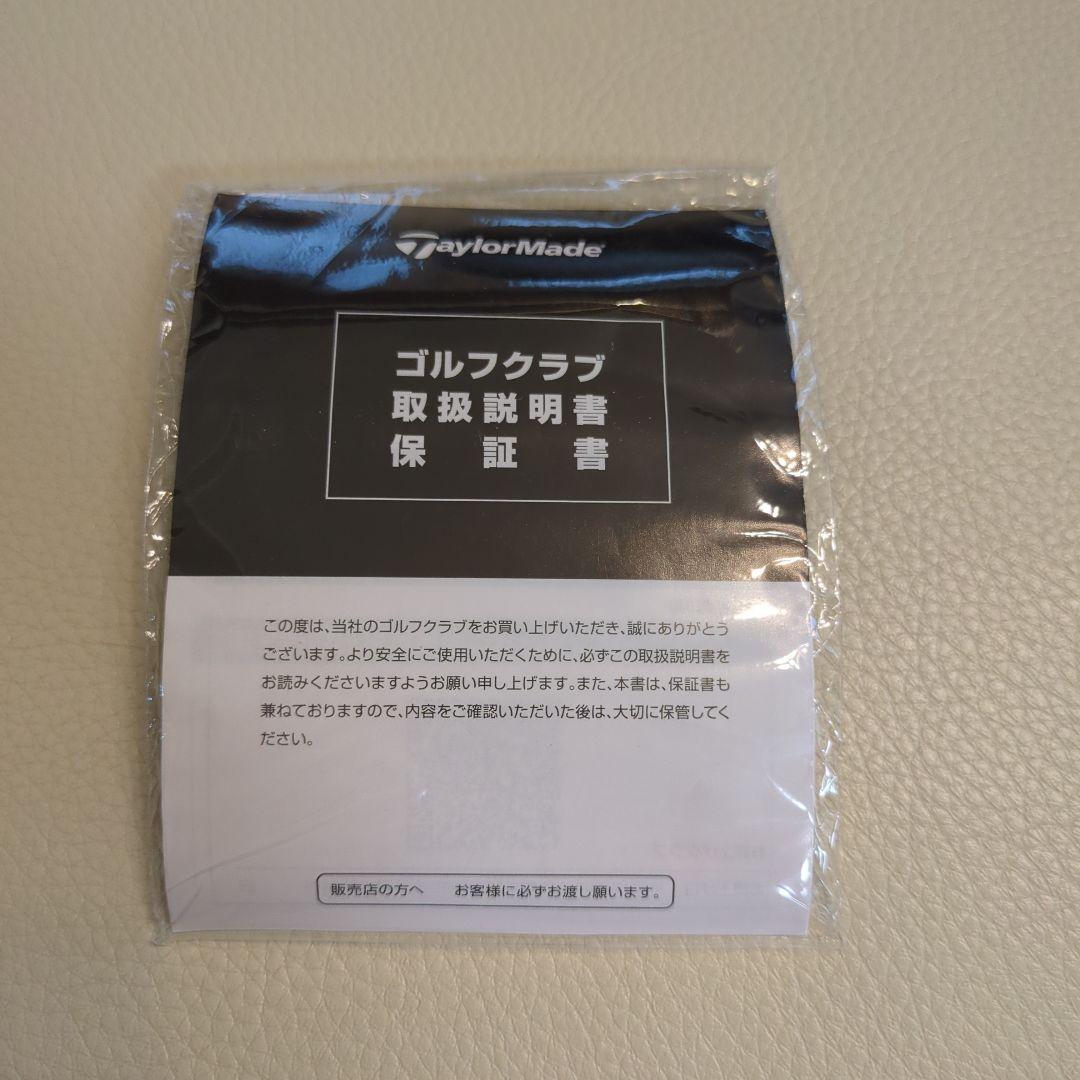 TaylorMade
ゴルフクラブ
取扱説明書
保証書
この度は、当社のゴルフクラブをお買い上げいただき、誠にありがとう
ございます。より安全にご使用いただくために、必ずこの取扱説明書を
お読みくださいますようお願い申し上げます。また、本書は、保証書も
兼ねておりますので、内容をご確認いただいた後は、大切に保管してく
ださい。
販売店の方へ　お客様に必ずお渡し願います。